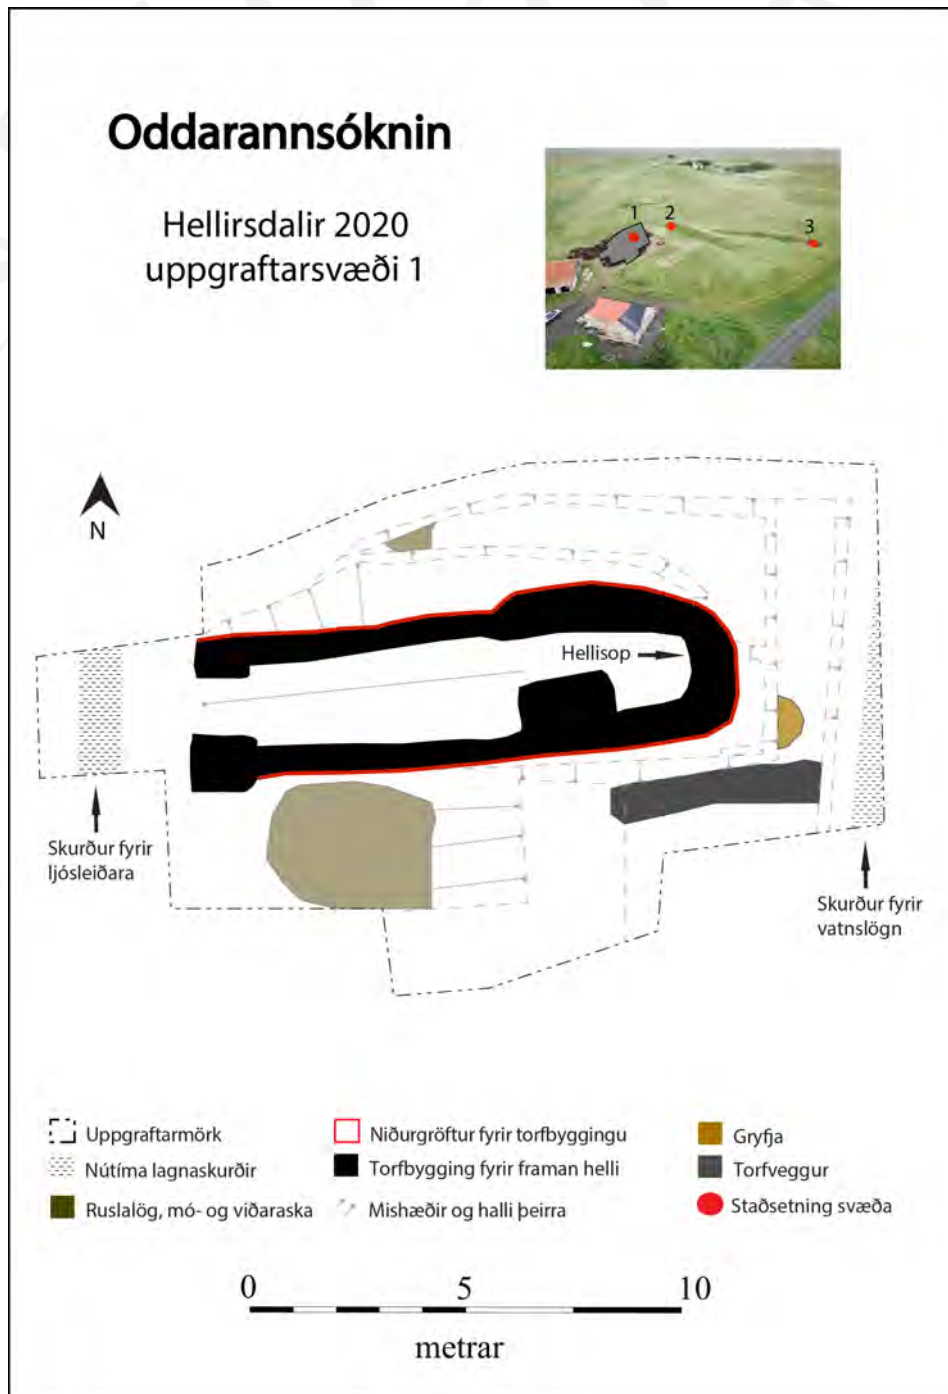 Oddarannsóknin
Hellirsdalir 2020
uppgraftarsvæði 1
1
2
3
N
Hellisop
Skurður fyrir
ljósleiðara
Skurður fyrir
vatnslögn
Uppgraftarmörk
Nútíma lagnaskurðir
Ruslalög, mó- og viðaraska
Niðurgröftur fyrir torfbyggingu
Torfbygging fyrir framan helli
Mishæðir og halli þeirra
Gryfja
Torfveggur
Staðsetning svæða
0 5 10
metrar